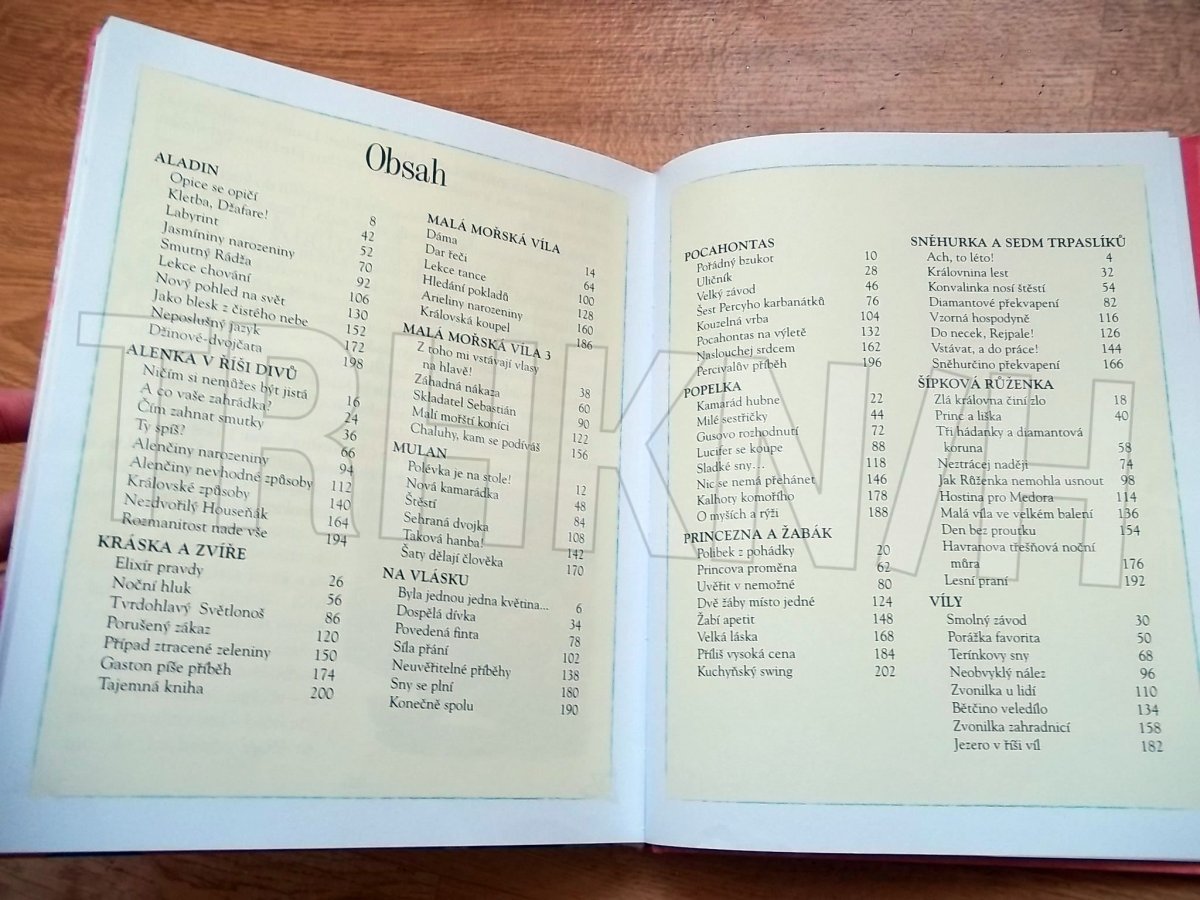 Obsah
ALADIN
Opice se opičí 8
Kletba, Džafare! 42
Labyrint 52
Jasmíniny narozeniny 70
Smutný Rádža 92
Lekce chování 106
Nový pohled na svět 130
Jako blesk z čistého nebe 152
Neposlušný jazyk 172
Džinové-dvojčata 198
ALENKA V ŘÍŠI DIVŮ
Ničím si nemůžeš být jistá 16
A co vaše zahrádka? 24
Čím zahnat smutky 36
Ty spíš? 66
Alenčiny narozeniny 94
Alenčiny nevhodné způsoby 112
Královské způsoby 140
Nezdvořilý Houseňák 164
Rozmanitost nade vše 194
KRÁSKA A ZVÍŘE
Elixír pravdy 26
Noční hluk 56
Tvrdohlavý Světlonoš 86
Porušený zákaz 120
Případ ztracené zeleniny 150
Gaston píše příběh 174
Tajemná kniha 200
MALÁ MOŘSKÁ VÍLA
Dáma 14
Dar řeči 64
Lekce tance 100
Hledání pokladů 128
Arieliny narozeniny 160
Královská koupel 186
MALÁ MOŘSKÁ VÍLA 3
Z toho mi vstávají vlasy
na hlavě! 38
Záhadná nákaza 60
Skladatel Sebastián 90
Malí mořští koníci 122
Chaluhy, kam se podíváš 156
MULAN
Polévka je na stole! 12
Nová kamarádka 48
Štěstí 84
Sehraná dvojka 108
Taková hanba! 142
Šaty dělají člověka 170
NA VLÁSKU
Byla jednou jedna květina... 6
Dospělá dívka 34
Povedená finta 78
Síla přání 102
Neuvěřitelné příběhy 138
Sny se plní 180
Konečně spolu 190
POCAHONTAS
Pořádný bzukot 10
Uličník 28
Velký závod 46
Šest Percyho karbanátků 76
Kouzelná vrba 104
Pocahontas na výletě 132
Naslouchej srdcem 162
Percivalův příběh 196
POPELKA
Kamarád hubne 22
Milé sestřičky 44
Gusovo rozhodnutí 72
Lucifer se koupe 88
Sladké sny... 118
Nic se nemá přehánět 146
Kalhoty komořího 178
O myších a rýži 188
PRINCEZNA A ŽABÁK
Polibek z pohádky 20
Princova proměna 62
Uvěřit v nemožné 80
Dvě žáby místo jedné 124
Žabí apetit 148
Velká láska 168
Příliš vysoká cena 184
Kuchyňský swing 202
SNĚHURKA A SEDM TRPASLÍKŮ
Ach, to léto! 4
Královnina lest 32
Konvalinka nosí štěstí 54
Diamantové překvapení 82
Vzorná hospodyně 116
Do necek, Rejpale! 126
Vstávat, a do práce! 144
Sněhurčino překvapení 166
ŠÍPKOVÁ RŮŽENKA
Zlá královna činí zlo 18
Princ a liška 40
Tři hádanky a diamantová
koruna 58
Neztrácej naději 74
Jak Růženka nemohla usnout 98
Hostina pro Medora 114
Malá víla ve velkém balení 136
Den bez proutku 154
Havranova třešňová noční
můra 176
Lesní praní 192
VÍLY
Smolný závod 30
Porážka favorita 50
Terínkovy sny 68
Neobvyklý nález 96
Zvonilka u lidí 110
Bětčino veledílo 134
Zvonilka zahradnicí 158
Jezero v říši víl 182
TRHKNIH